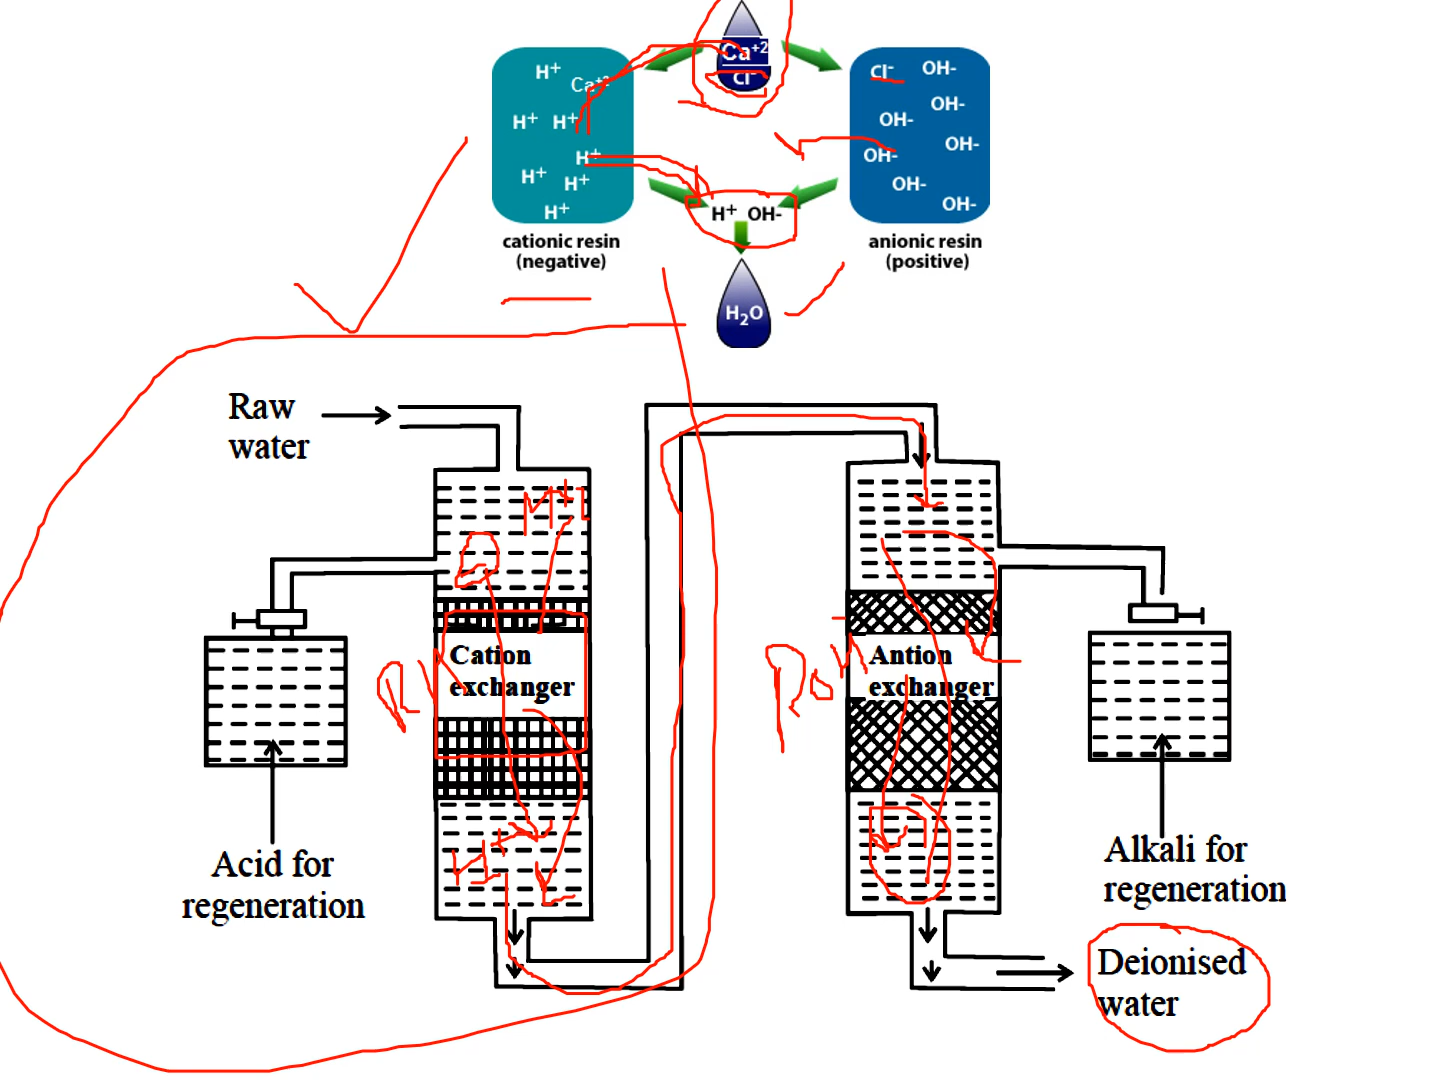 Ca+2
Cl-
H+
Ca+2
H+ H+
H+
H+ H+
H+
cationic resin
(negative)
Cl- OH-
OH-
OH-
OH-
OH-
OH-
OH-
anionic resin
(positive)
H+ OH-
H2O
Raw
water
Cation
exchanger
Antion
exchanger
Acid for
regeneration
Alkali for
regeneration
Deionised
water